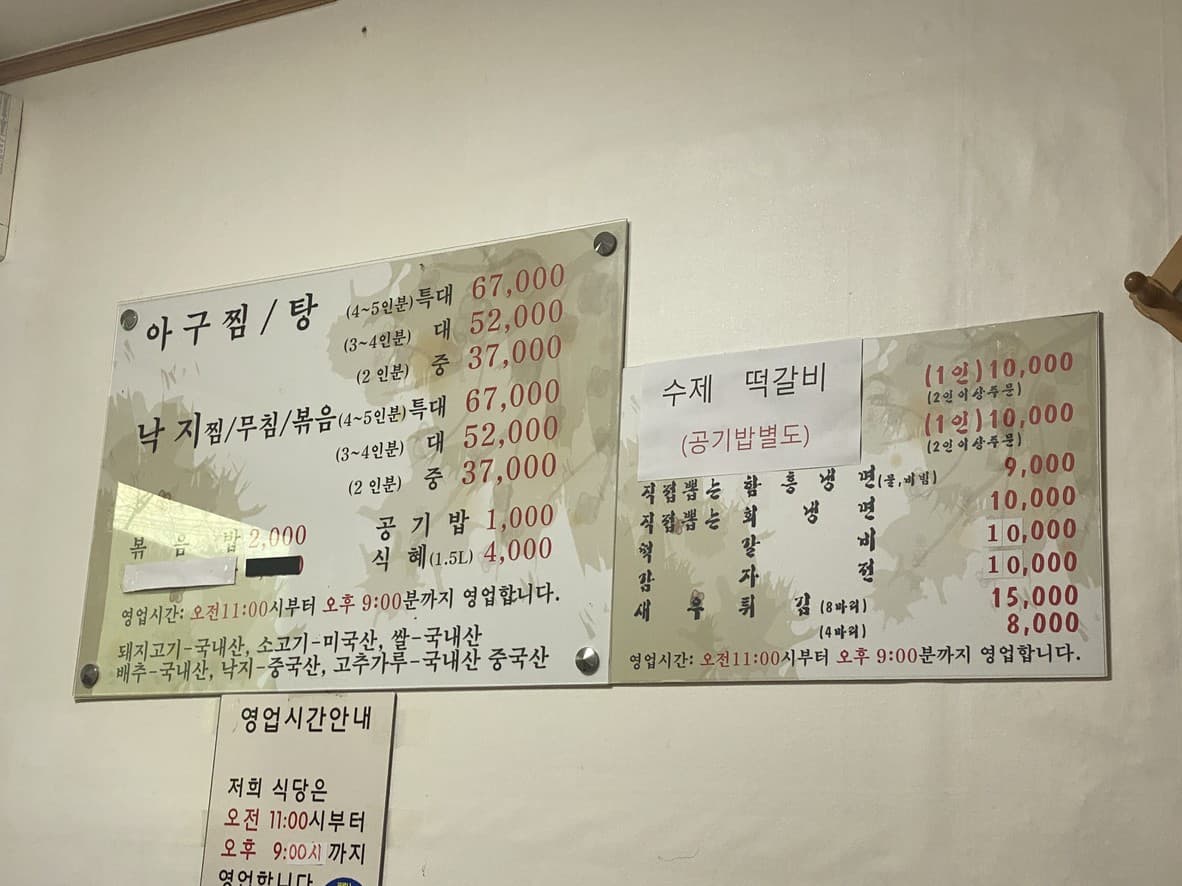 아구찜/탕 (4~5인분)특대 67,000
(3~4인분) 대 52,000
(2 인분) 중 37,000
낙지찜/무침/볶음(4~5인분)특대 67,000
(3~4인분) 대 52,000
(2 인분) 중 37,000
공기밥 1,000
볶음밥 2,000
식혜(1.5L) 4,000
영업시간: 오전11:00시부터 오후 9:00분까지 영업합니다.
돼지고기-국내산, 소고기-미국산, 쌀-국내산
배추-국내산, 낙지-중국산, 고추가루-국내산 중국산
수제 떡갈비
(공기밥별도)
(1인)10,000
(2인이상주문)
(1인)10,000
(2인이상주문)
직접뽑는함흥냉면(물,비빔) 9,000
직접뽑는회냉면 10,000
떡갈비 10,000
감자전 10,000
새우튀김(8마리) 15,000
(4마리) 8,000
영업시간: 오전11:00시부터 오후 9:00분까지 영업합니다.
영업시간안내
저희 식당은
오전 11:00시부터
오후 9:00시까지
영업합니다